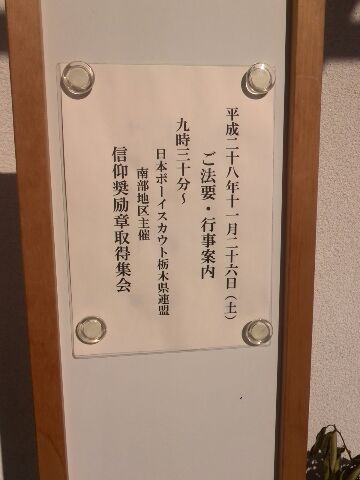 平成二十八年十一月二十六日（土）
ご法要・行事案内
九時三十分～
日本ボーイスカウト栃木県連盟
南部地区主催
信仰奨励章取得集会